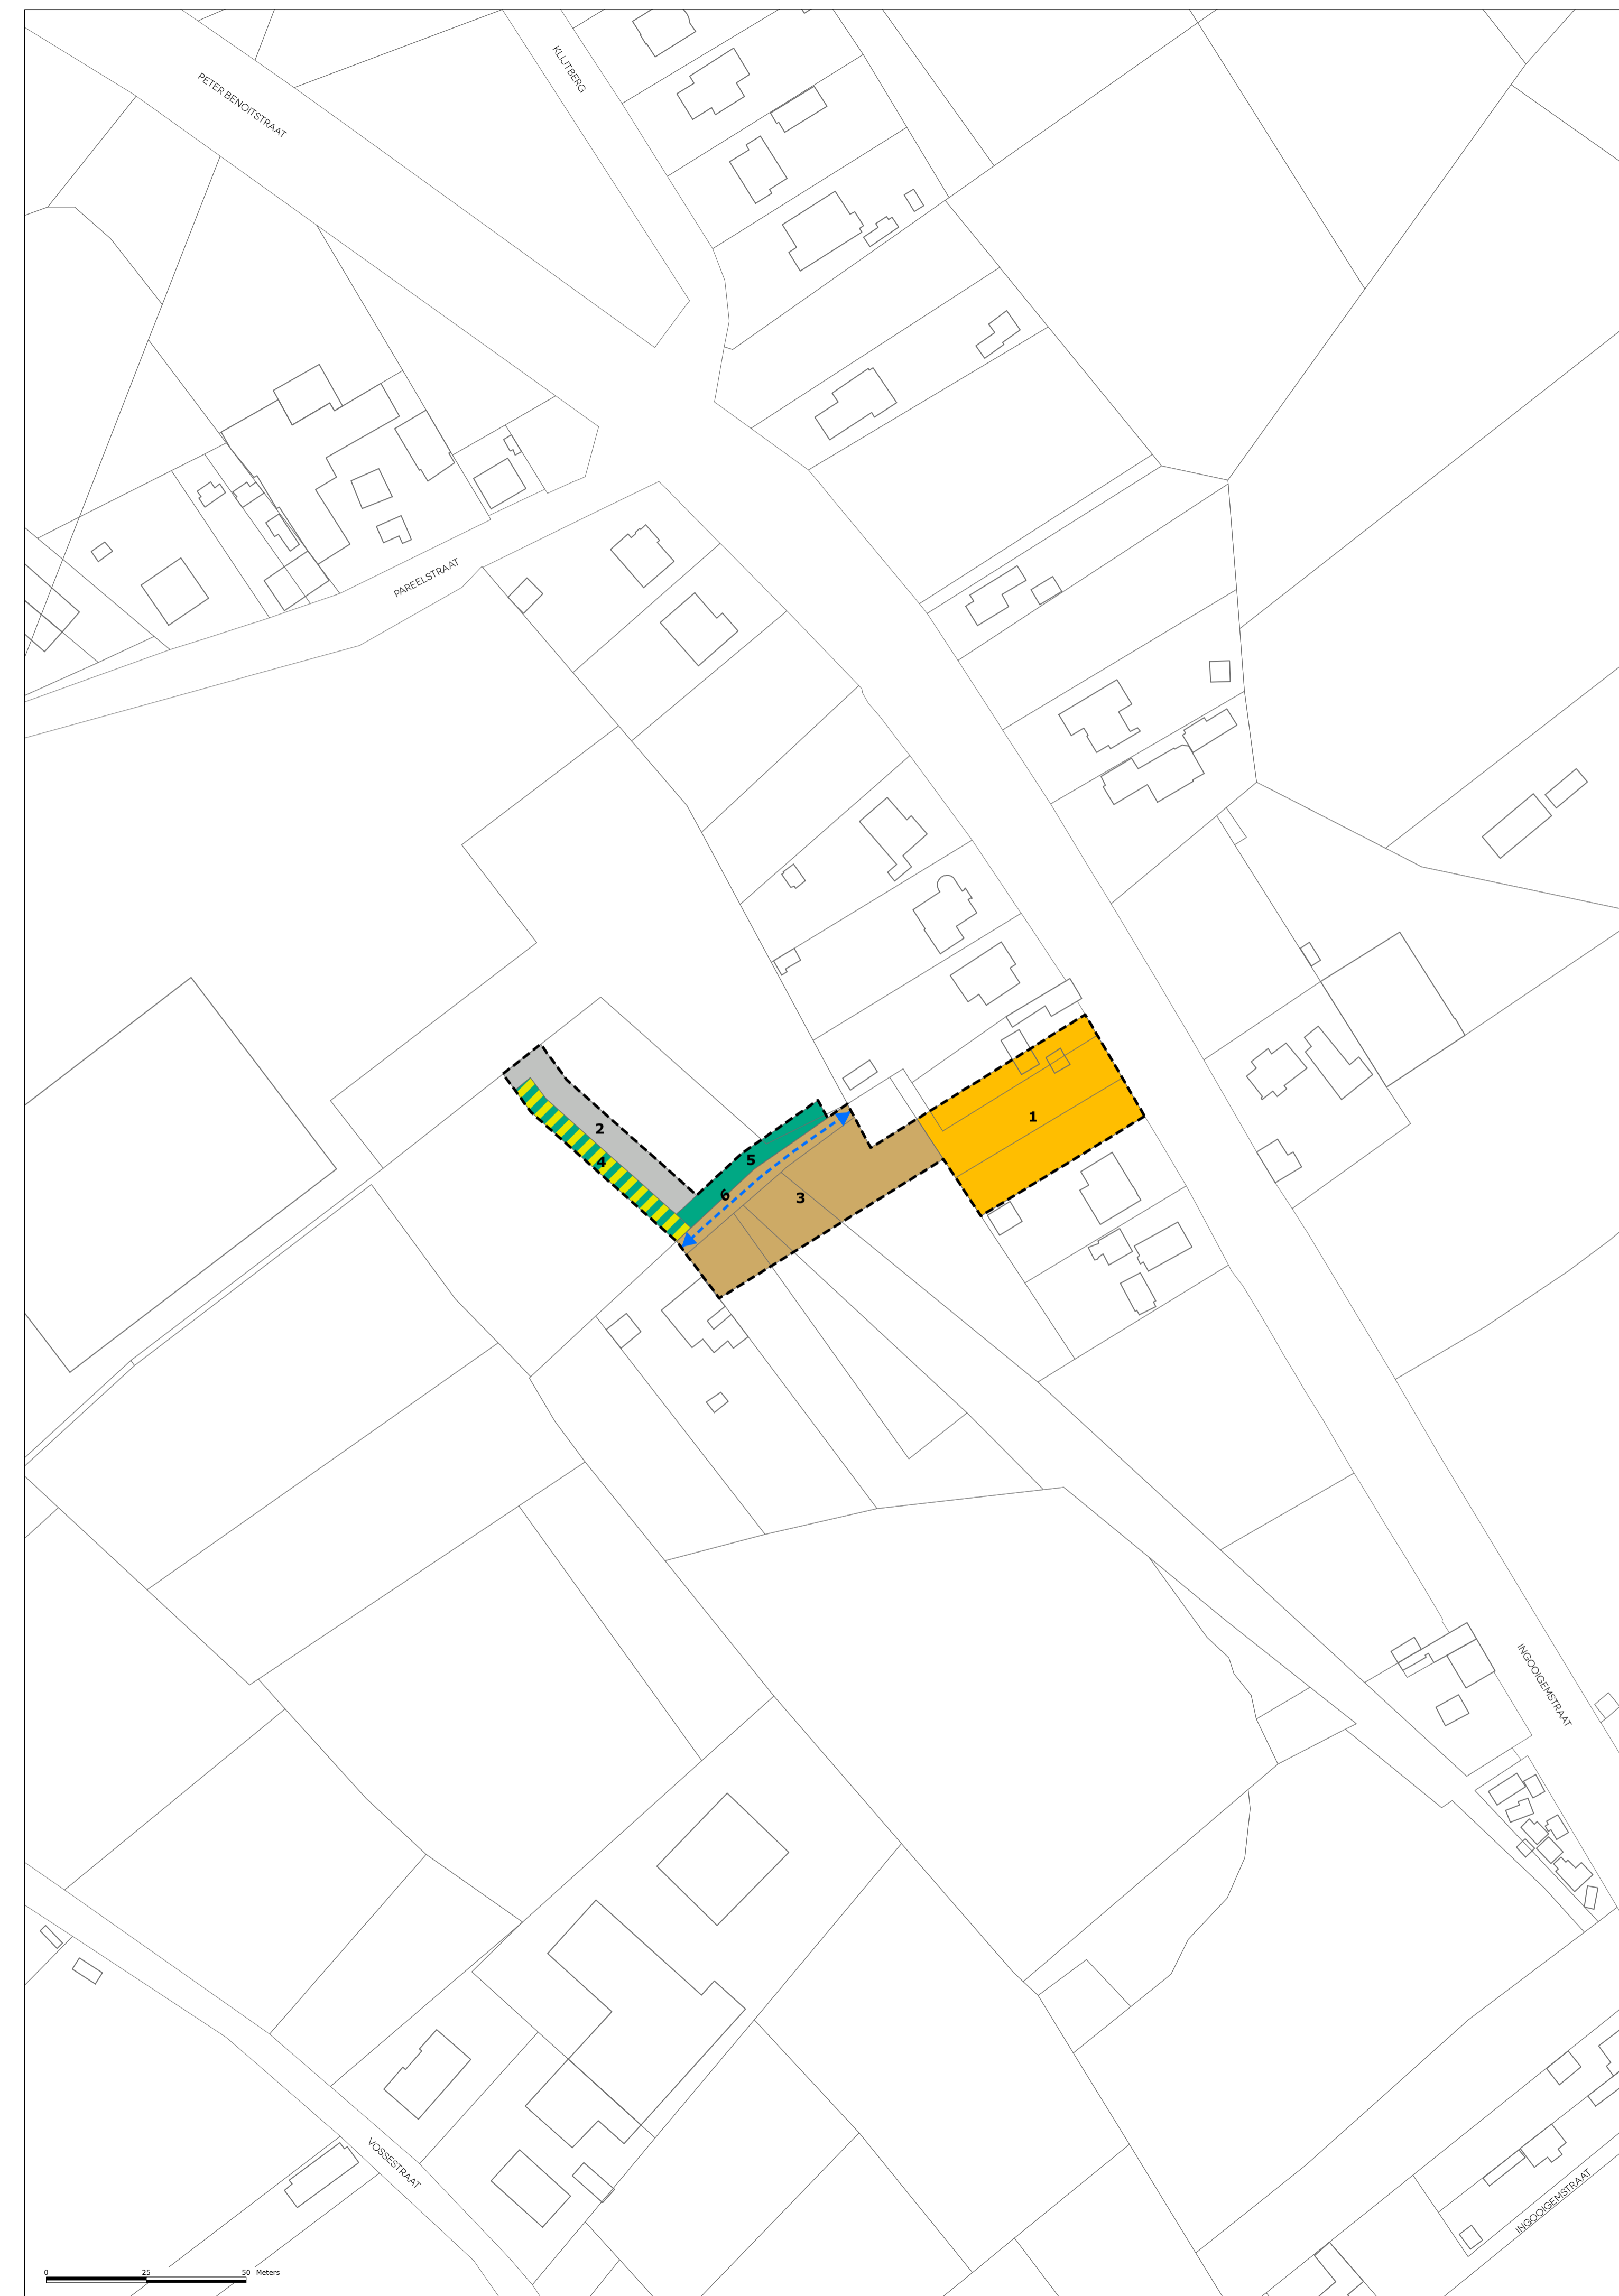 KLIJTBERG
PETER BENOITSTRAAT
PAREELSTRAAT
1
2
4
5
6
3
INGOOIGEMSTRAAT
VOSSESTRAAT
INGOOIGEMSTRAAT
0 25 50 Meters